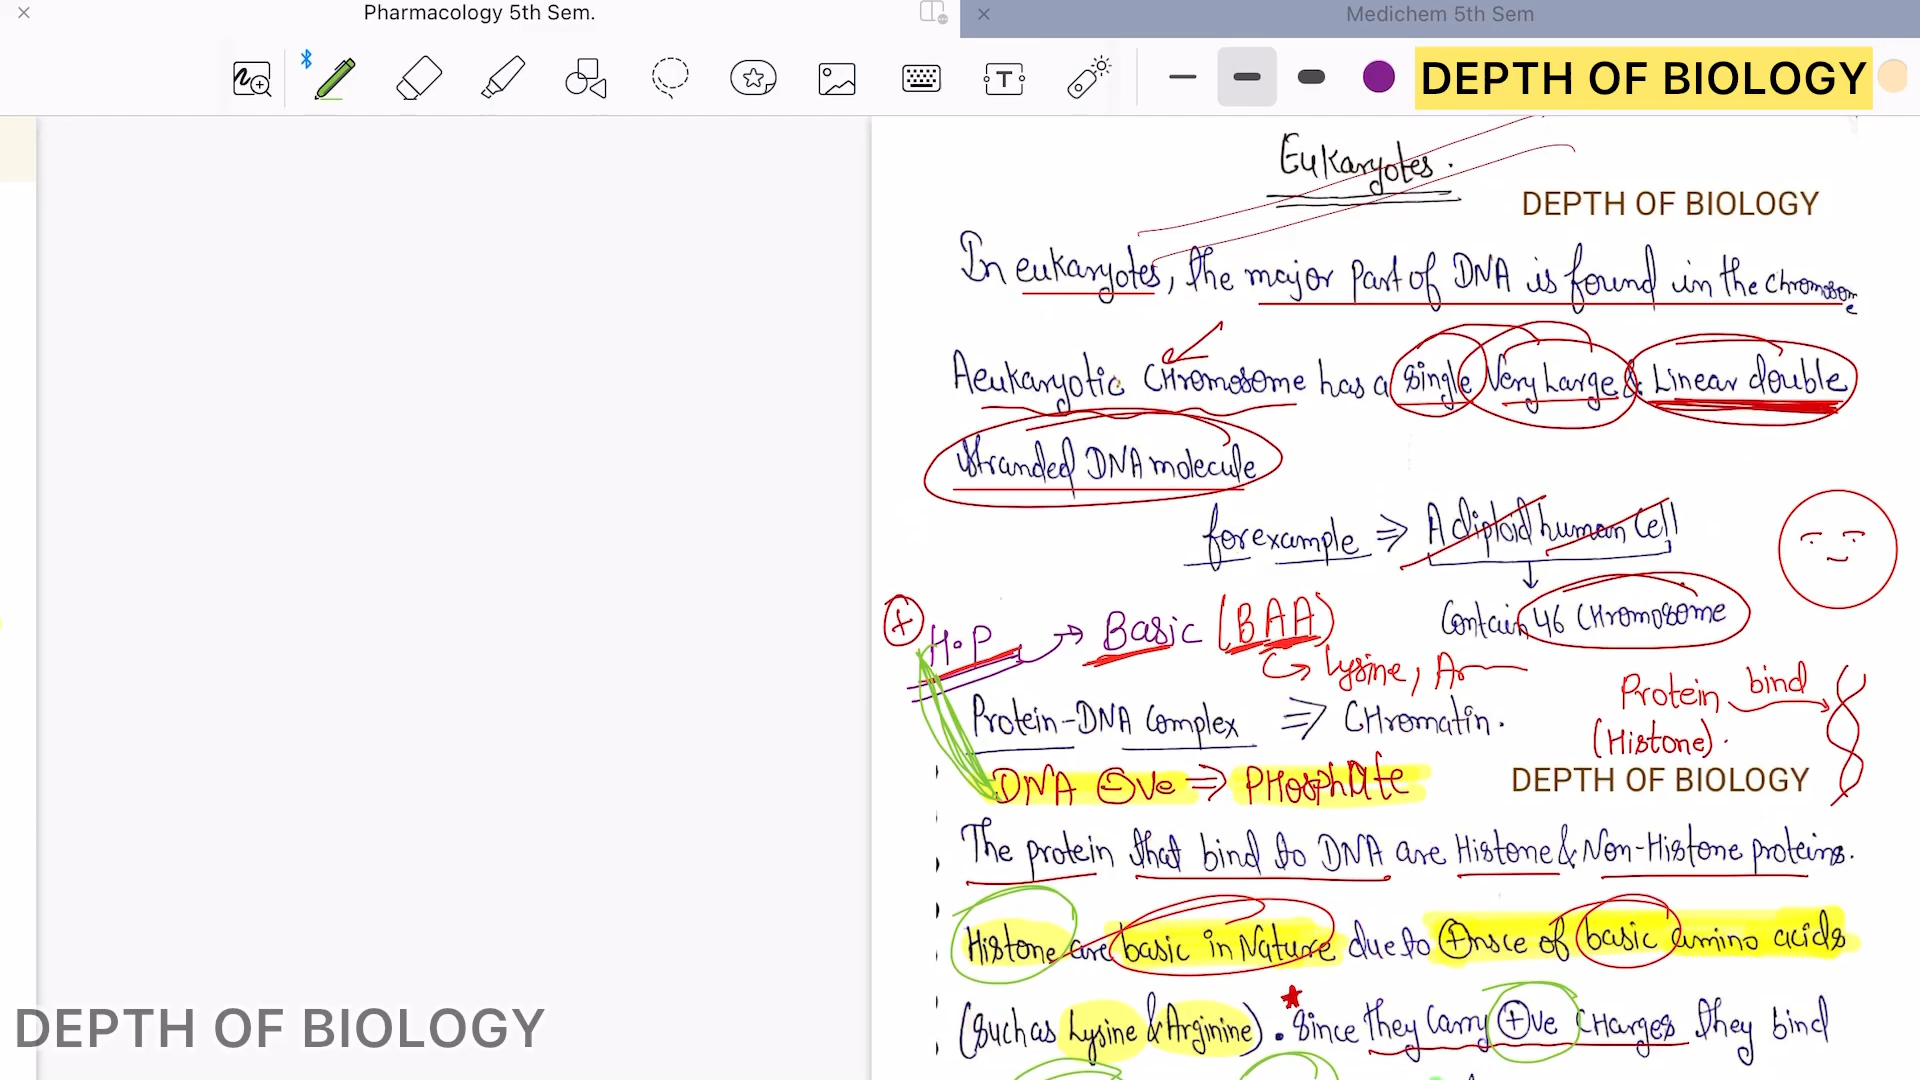 Pharmacology 5th Sem.
Medichem 5th Sem
DEPTH OF BIOLOGY
Eukaryotes.
DEPTH OF BIOLOGY
In eukaryotes, the major part of DNA is found in the chromosome
A eukaryotic CHromosome has a single Very Large & Linear double
stranded DNA molecule
for example ⇒ A diploid human Cell
Contain 46 CHromosome
+
H.P → Basic (BAA)
↪ Lysine, Ar
Protein bind
(Histone).
Protein-DNA Complex ⇒ CHromatin.
DNA ⊖ve ⇒ PHosphAte
DEPTH OF BIOLOGY
The protein that bind to DNA are Histone & Non-Histone proteins.
Histone are basic in Nature due to ⊕nsce of basic amino acids
(Such as Lysine & Arginine). Since they Carry ⊕ve CHarges they bind
DEPTH OF BIOLOGY